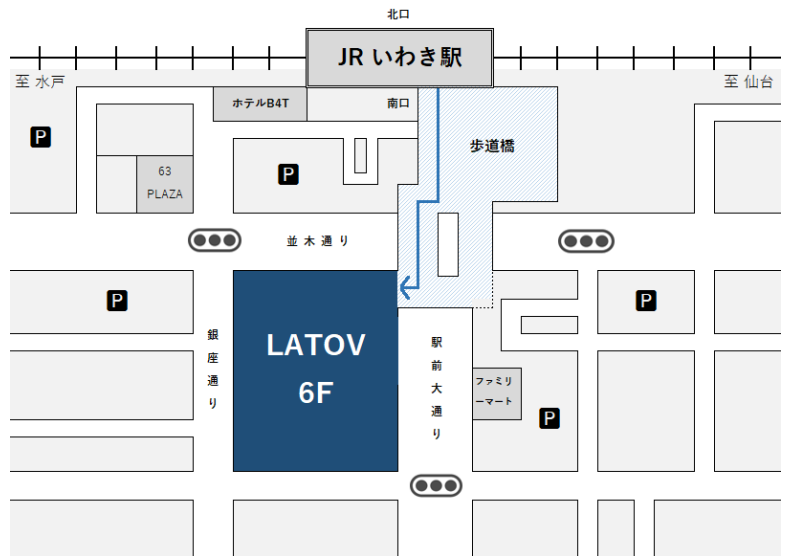 北口
JR いわき駅
至 水戸
至 仙台
ホテルB4T
南口
P
歩道橋
63
PLAZA
P
並木通り
P
P
LATOV
6F
銀座通り
駅前大通り
ファミリ
ーマート
P